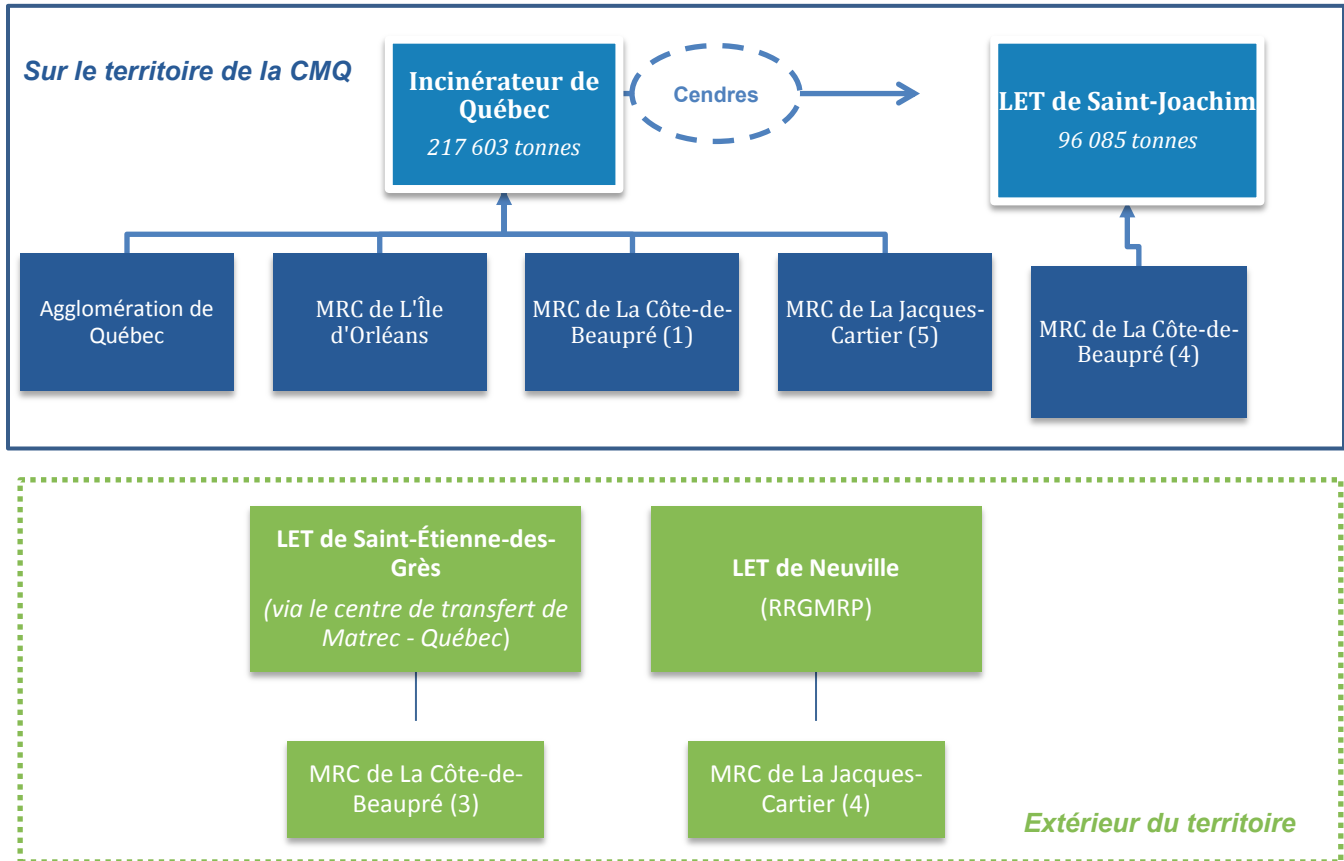 Sur le territoire de la CMQ
Incinérateur de
Québec
217 603 tonnes
Cendres
LET de Saint-Joachim
96 085 tonnes
Agglomération de
Québec
MRC de L'Île
d'Orléans
MRC de La Côte-de-
Beaupré (1)
MRC de La Jacques-
Cartier (5)
MRC de La Côte-de-
Beaupré (4)
LET de Saint-Étienne-des-
Grès
(via le centre de transfert de
Matrec - Québec)
LET de Neuville
(RRGMRP)
MRC de La Côte-de-
Beaupré (3)
MRC de La Jacques-
Cartier (4)
Extérieur du territoire